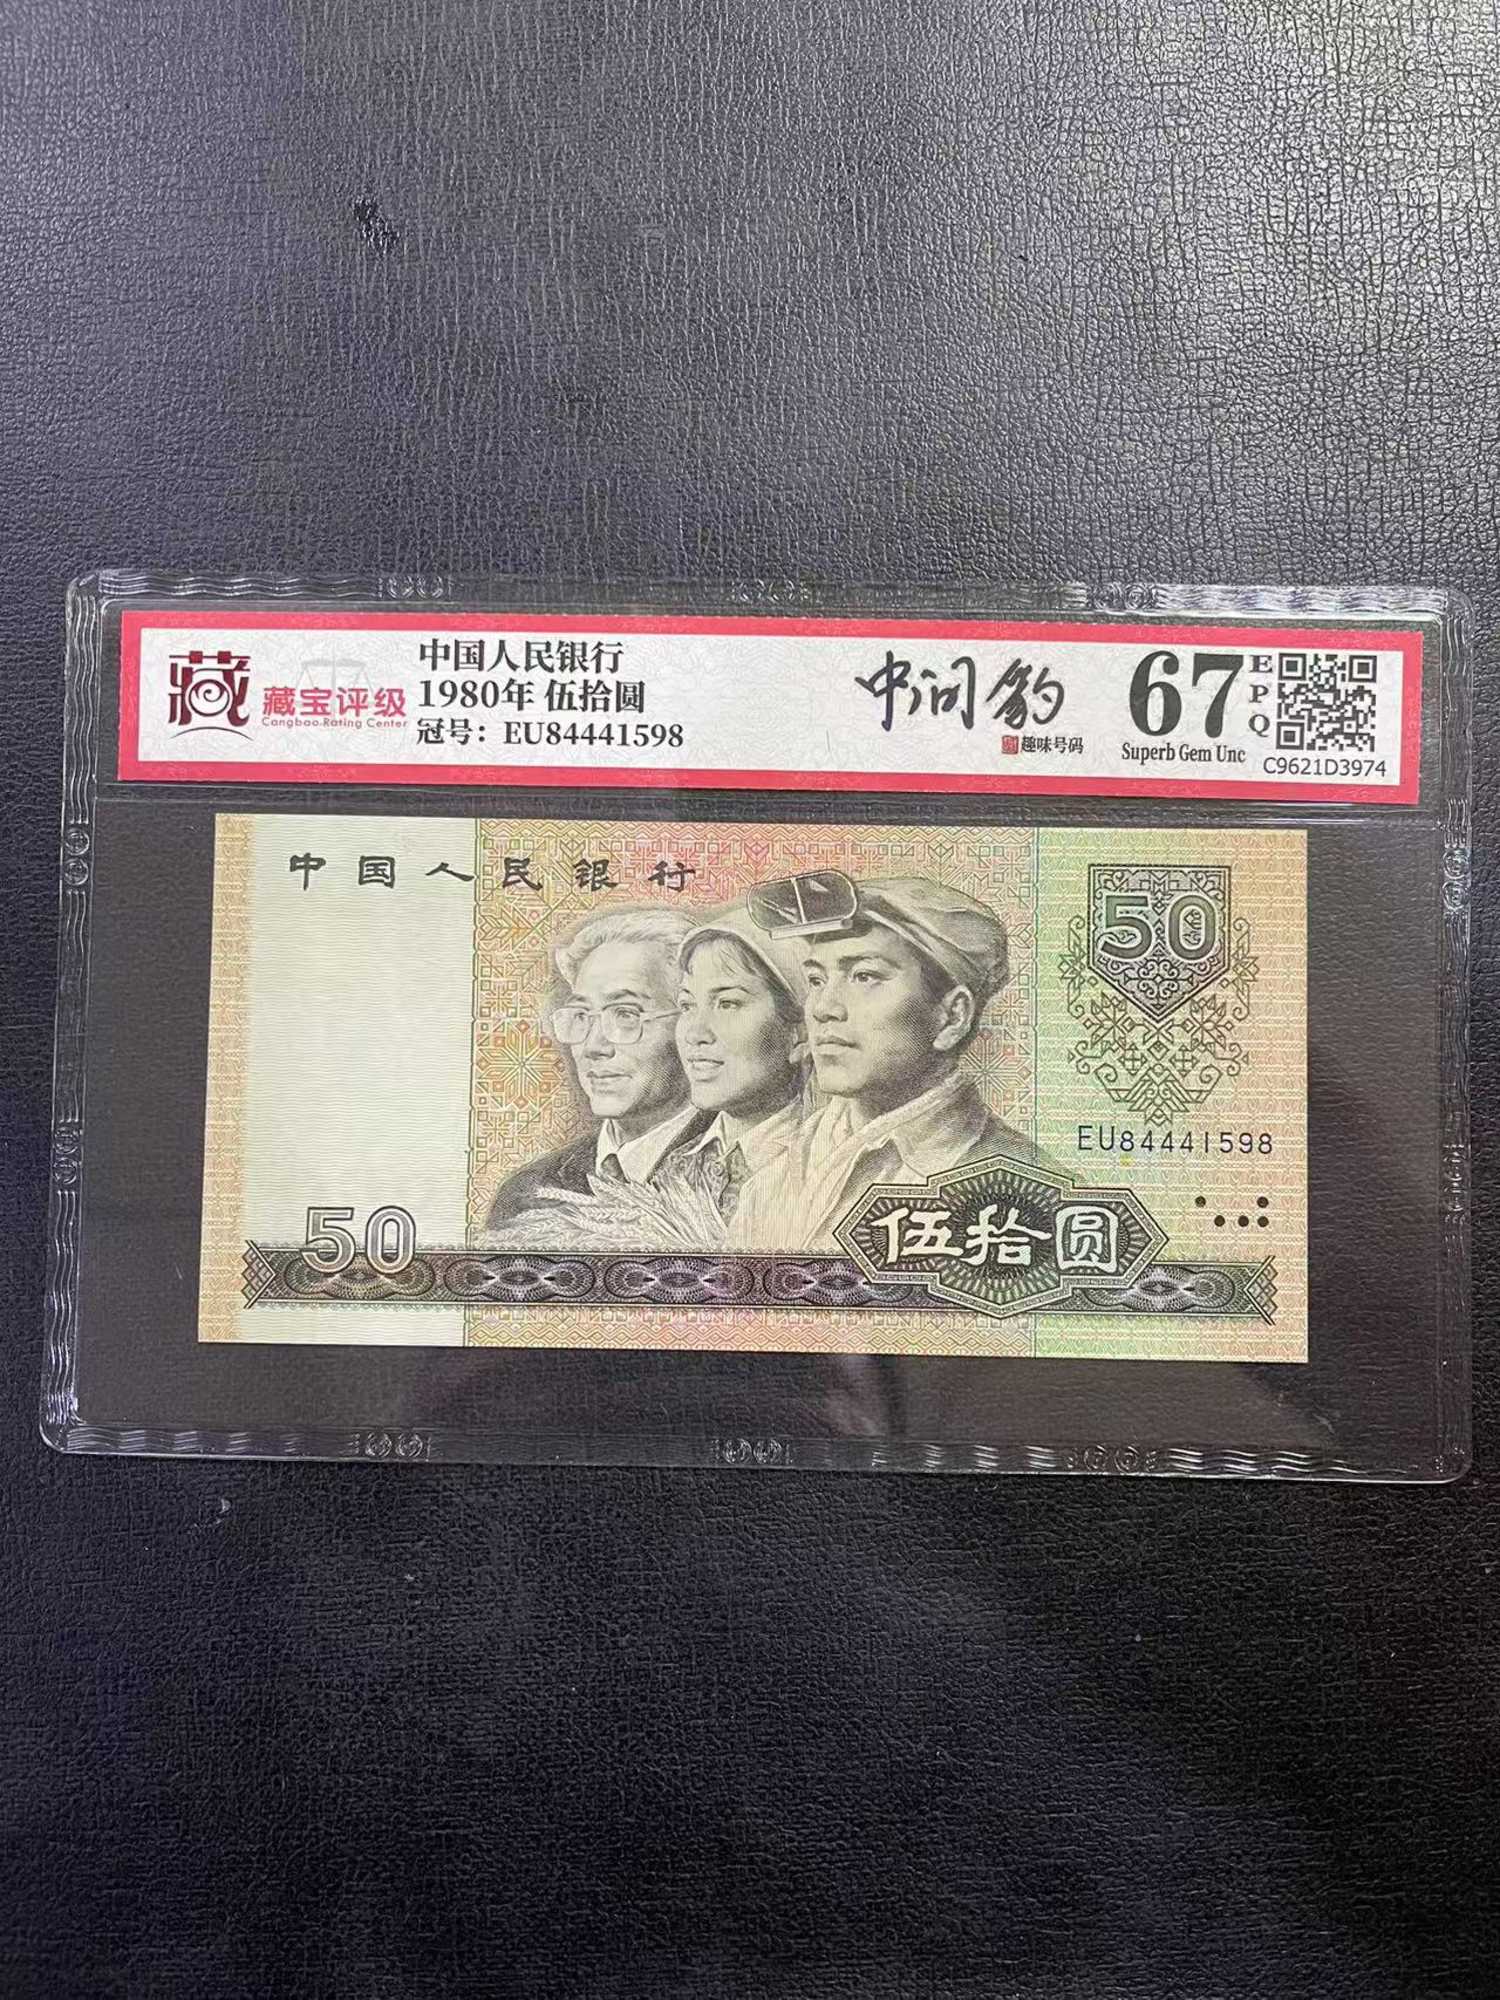 中国人民银行
1980年 伍拾圆
冠号：EU84441598
藏
藏宝评级
Cangbao Rating Center
中间豹
趣味号码
67
EPQ
Superb Gem Unc
C9621D3974
中国人民银行
50
EU84441598
50
伍拾圆